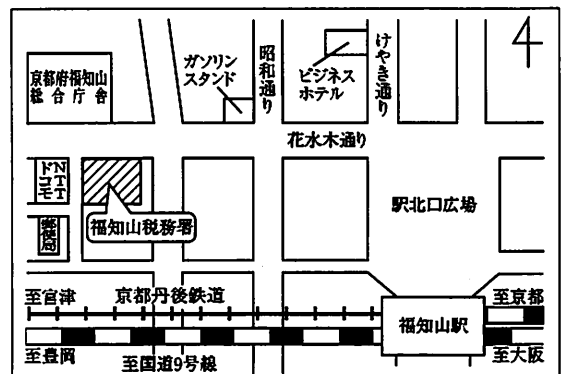 京都府福知山
総合庁舎
ガソリン
スタンド
昭和通り
ビジネス
ホテル
けやき通り
花水木通り
NTT
ドコモ
福知山税務署
郵便局
駅北口広場
至宮津
京都丹後鉄道
至京都
福知山駅
至豊岡
至国道9号線
至大阪